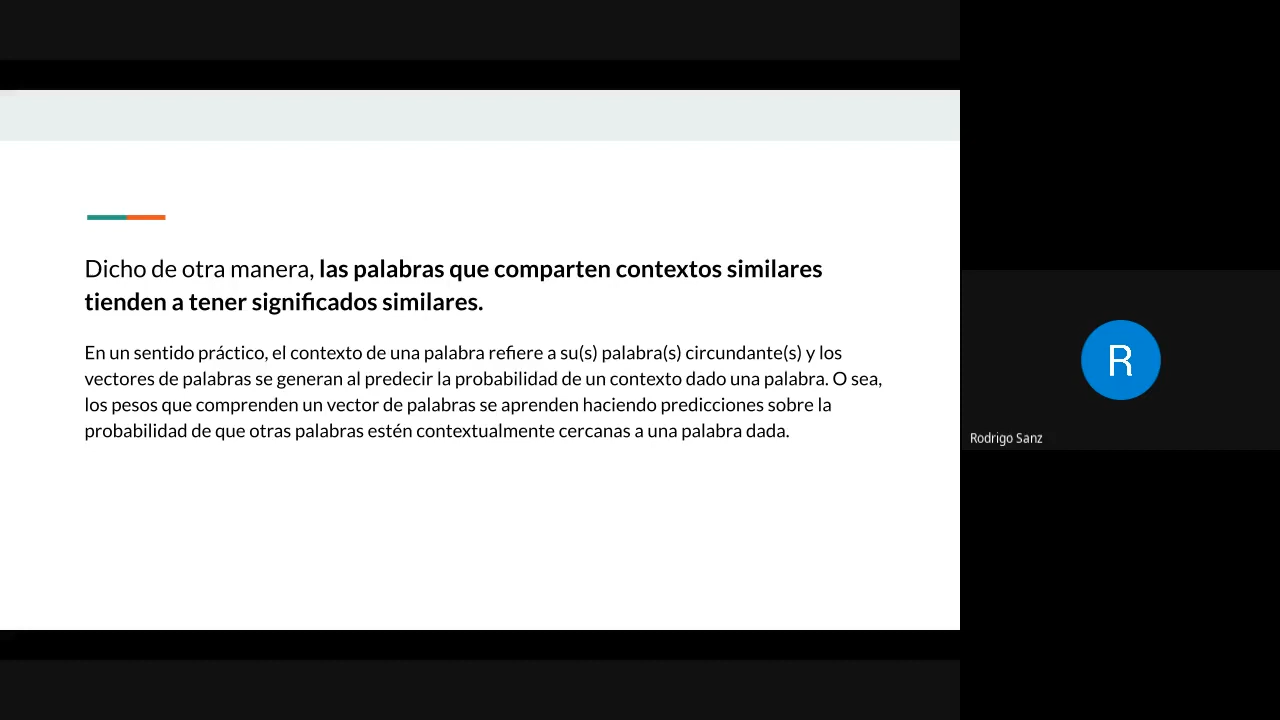 Dicho de otra manera, las palabras que comparten contextos similares
tienden a tener significados similares.
En un sentido práctico, el contexto de una palabra refiere a su(s) palabra(s) circundante(s) y los
vectores de palabras se generan al predecir la probabilidad de un contexto dado una palabra. O sea,
los pesos que comprenden un vector de palabras se aprenden haciendo predicciones sobre la
probabilidad de que otras palabras estén contextualmente cercanas a una palabra dada.
R
Rodrigo Sanz